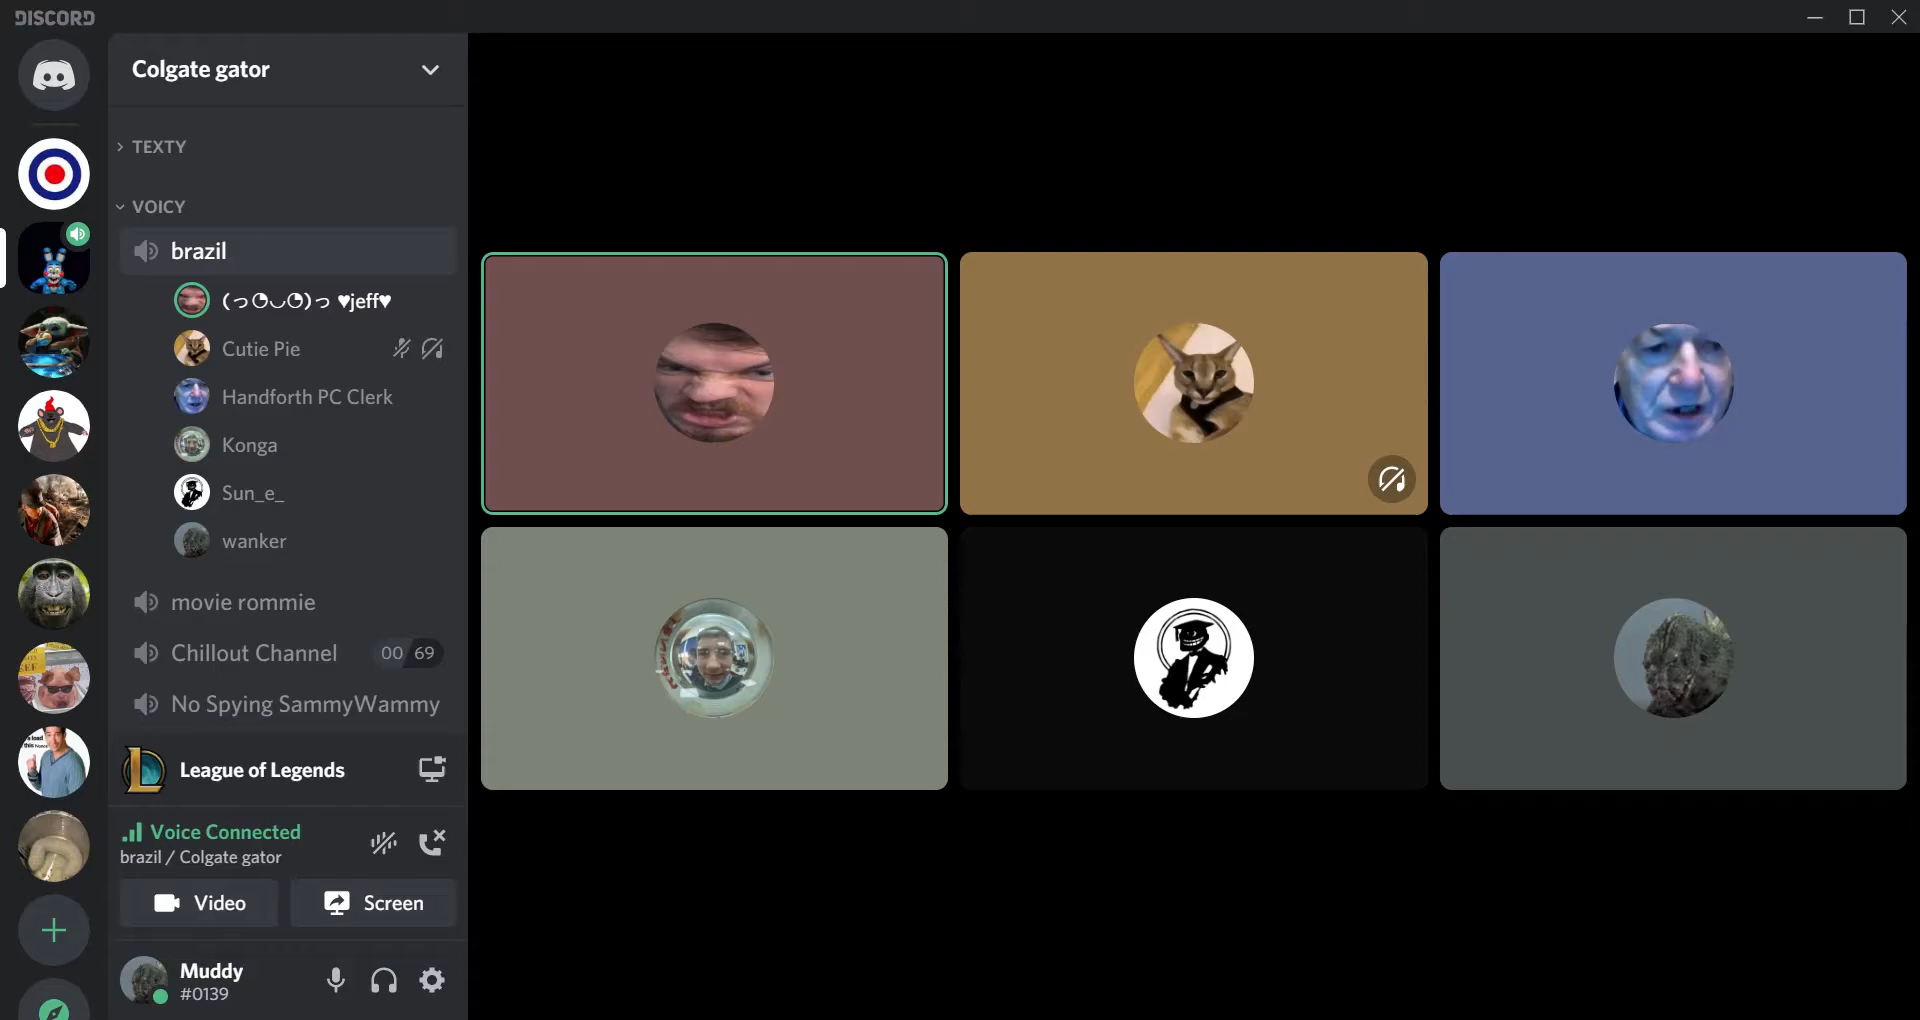 DISCORD
Colgate gator
TEXTY
VOICY
brazil
(っ◔◡◔)っ ♥jeff♥
Cutie Pie
Handforth PC Clerk
Konga
Sun_e_
wanker
movie rommie
Chillout Channel 00 69
No Spying SammyWammy
League of Legends
Voice Connected
brazil / Colgate gator
Video Screen
Muddy
#0139